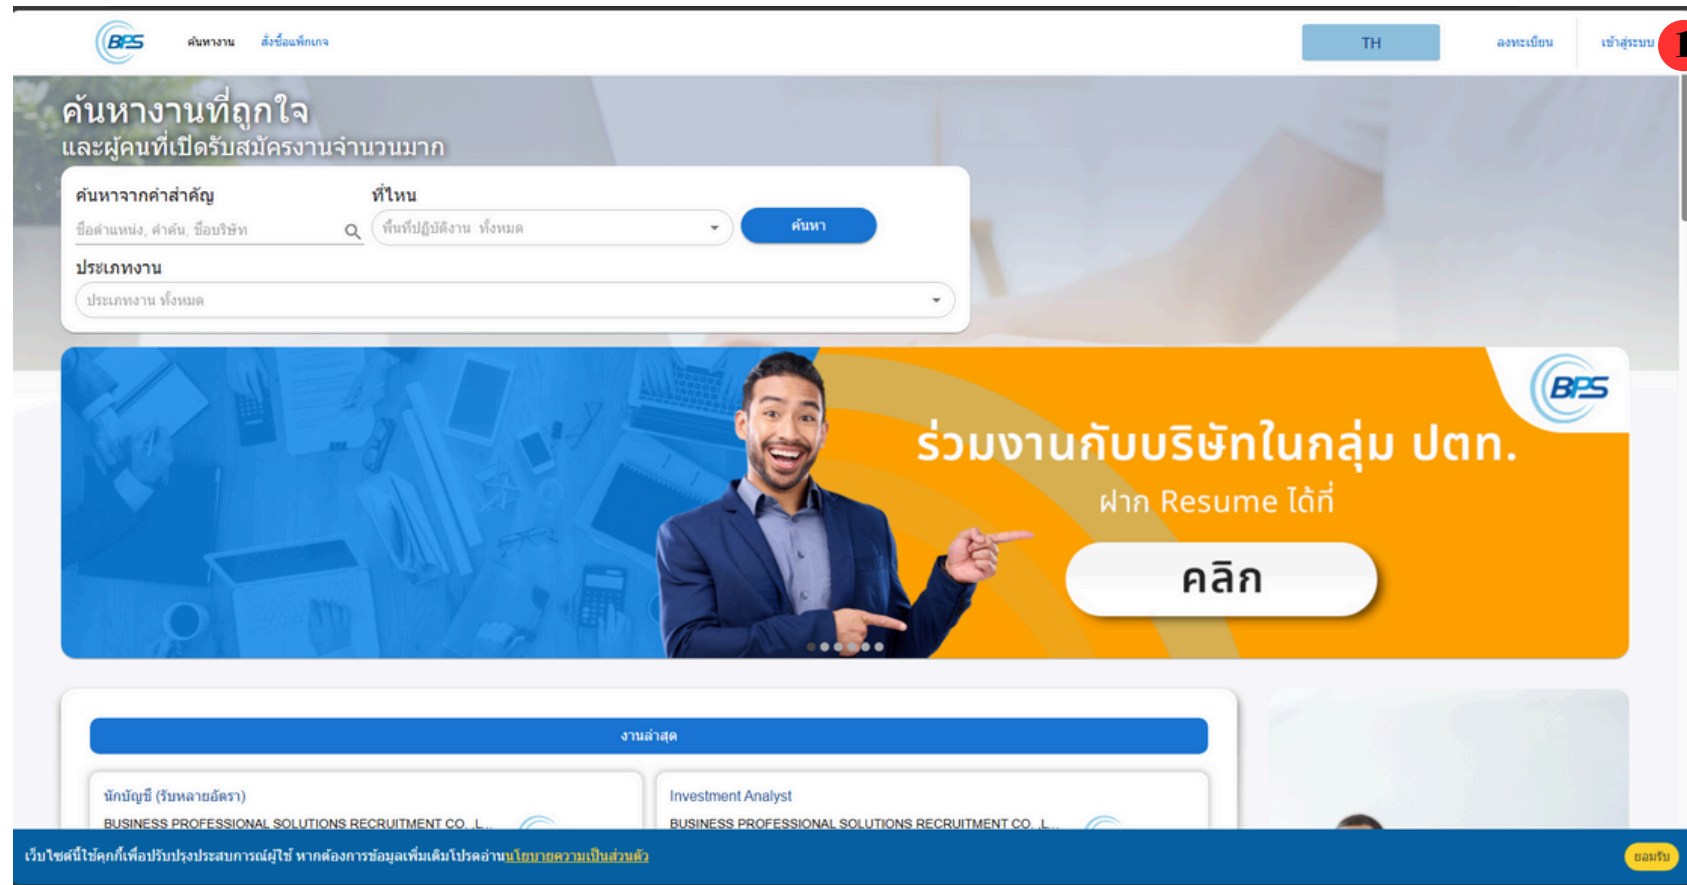 BPS
ค้นหางาน
สั่งซื้อแพ็กเกจ
TH
ลงทะเบียน
เข้าสู่ระบบ
ค้นหางานที่ถูกใจ
และผู้คนที่เปิดรับสมัครงานจำนวนมาก
ค้นหาจากคำสำคัญ
ที่ไหน
ชื่อตำแหน่ง, คำค้น, ชื่อบริษัท
พื้นที่ปฏิบัติงาน ทั้งหมด
ค้นหา
ประเภทงาน
ประเภทงาน ทั้งหมด
BPS
ร่วมงานกับบริษัทในกลุ่ม ปตท.
ฝาก Resume ได้ที่
คลิก
งานล่าสุด
นักบัญชี (รับหลายอัตรา)
BUSINESS PROFESSIONAL SOLUTIONS RECRUITMENT CO. ,L...
Investment Analyst
BUSINESS PROFESSIONAL SOLUTIONS RECRUITMENT CO. ,L...
เว็บไซต์นี้ใช้คุกกี้เพื่อปรับปรุงประสบการณ์ผู้ใช้ หากต้องการข้อมูลเพิ่มเติมโปรดอ่านนโยบายความเป็นส่วนตัว
ยอมรับ